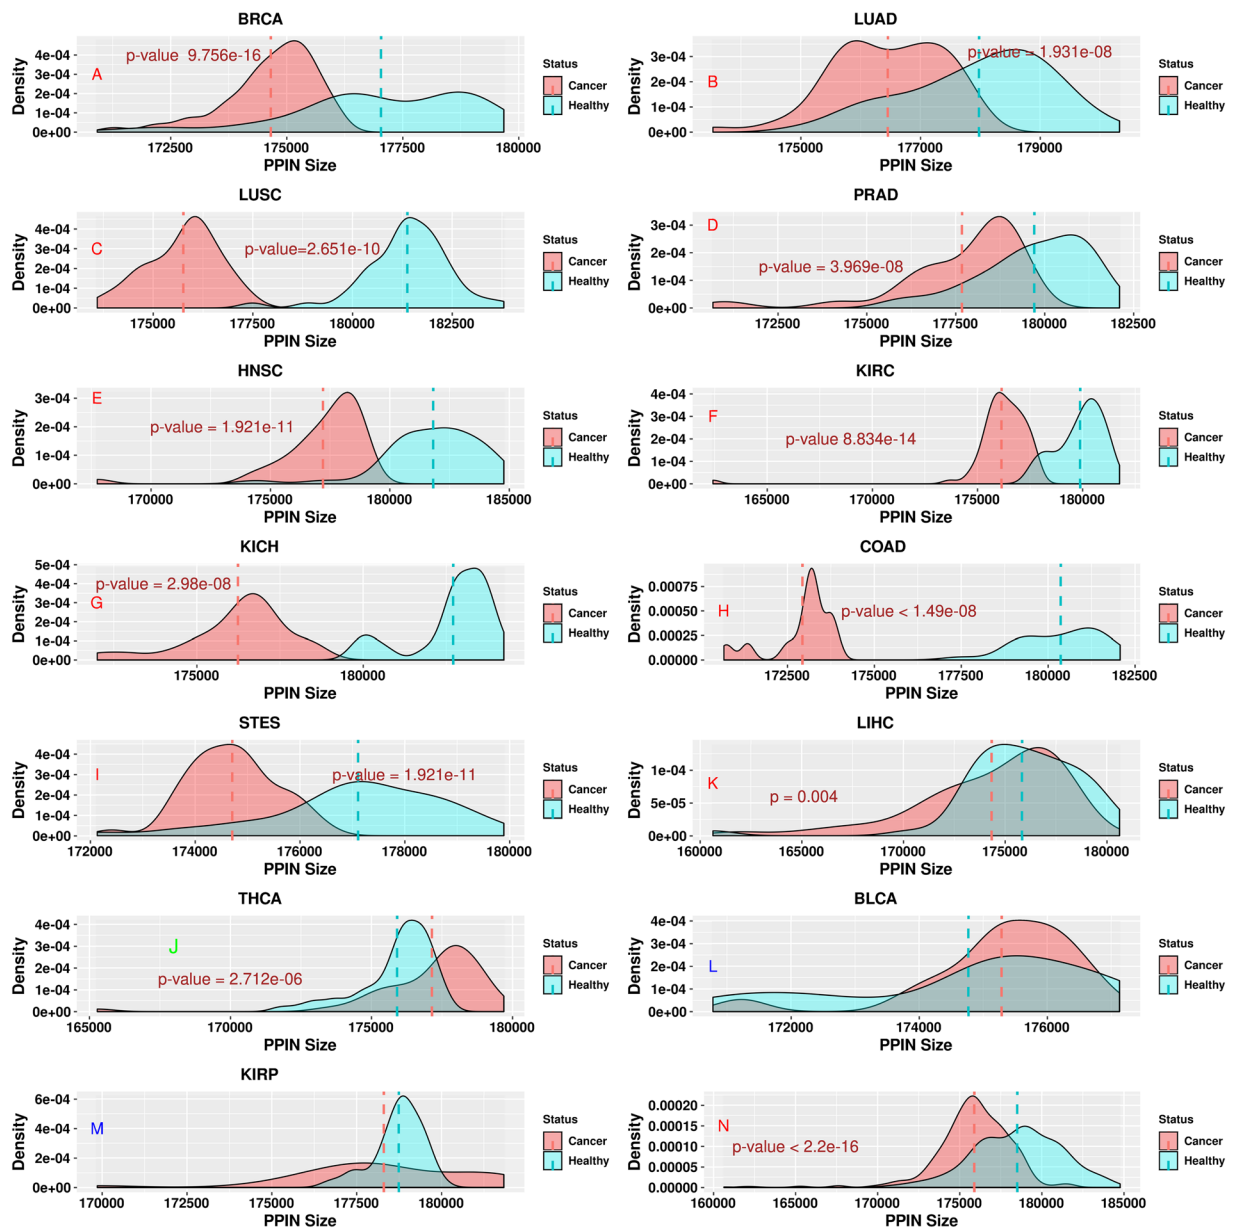 BRCA
Density
4e-04
3e-04
2e-04
1e-04
0e+00
A
p-value 9.756e-16
172500 175000 177500 180000
PPIN Size
Status
Cancer
Healthy
LUAD
Density
3e-04
2e-04
1e-04
0e+00
B
p-value = 1.931e-08
175000 177000 179000
PPIN Size
Status
Cancer
Healthy
LUSC
Density
4e-04
3e-04
2e-04
1e-04
0e+00
C
p-value=2.651e-10
175000 177500 180000 182500
PPIN Size
Status
Cancer
Healthy
PRAD
Density
3e-04
2e-04
1e-04
0e+00
D
p-value = 3.969e-08
172500 175000 177500 180000 182500
PPIN Size
Status
Cancer
Healthy
HNSC
Density
3e-04
2e-04
1e-04
0e+00
E
p-value = 1.921e-11
170000 175000 180000 185000
PPIN Size
Status
Cancer
Healthy
KIRC
Density
4e-04
3e-04
2e-04
1e-04
0e+00
F
p-value 8.834e-14
165000 170000 175000 180000
PPIN Size
Status
Cancer
Healthy
KICH
Density
5e-04
4e-04
3e-04
2e-04
1e-04
0e+00
p-value = 2.98e-08
G
175000 180000
PPIN Size
Status
Cancer
Healthy
COAD
Density
0.00075
0.00050
0.00025
0.00000
H
p-value < 1.49e-08
172500 175000 177500 180000 182500
PPIN Size
Status
Cancer
Healthy
STES
Density
4e-04
3e-04
2e-04
1e-04
0e+00
I
p-value = 1.921e-11
172000 174000 176000 178000 180000
PPIN Size
Status
Cancer
Healthy
LIHC
Density
1e-04
5e-05
0e+00
K
p = 0.004
160000 165000 170000 175000 180000
PPIN Size
Status
Cancer
Healthy
THCA
Density
4e-04
3e-04
2e-04
1e-04
0e+00
J
p-value = 2.712e-06
165000 170000 175000 180000
PPIN Size
Status
Cancer
Healthy
BLCA
Density
4e-04
3e-04
2e-04
1e-04
0e+00
L
172000 174000 176000
PPIN Size
Status
Cancer
Healthy
KIRP
Density
6e-04
4e-04
2e-04
0e+00
M
170000 172500 175000 177500 180000
PPIN Size
Status
Cancer
Healthy
Density
0.00020
0.00015
0.00010
0.00005
0.00000
N
p-value < 2.2e-16
160000 165000 170000 175000 180000 185000
PPIN Size
Status
Cancer
Healthy